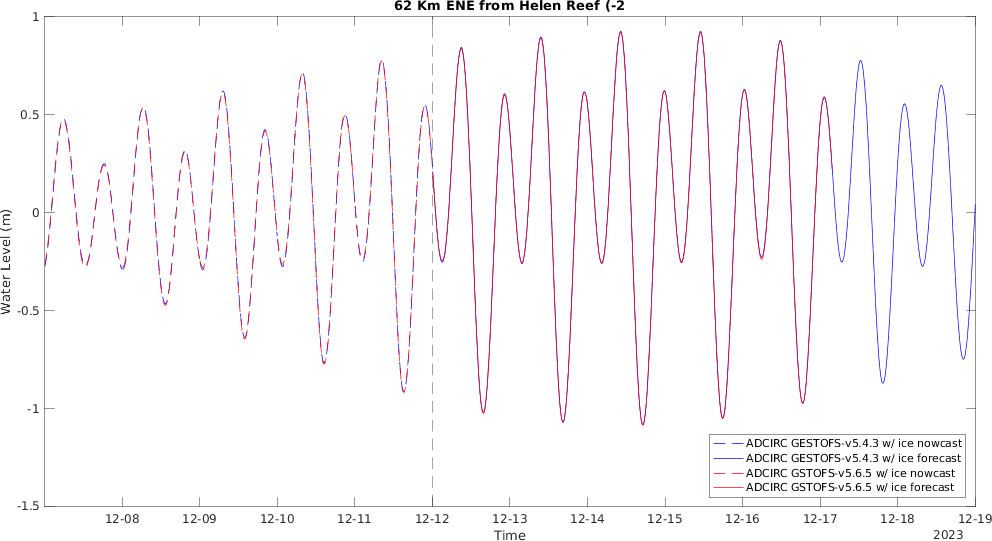 62 Km ENE from Helen Reef (-2
1
0.5
0
-0.5
-1
-1.5
Water Level (m)
ADCIRC GESTOFS-v5.4.3 w/ ice nowcast
ADCIRC GESTOFS-v5.4.3 w/ ice forecast
ADCIRC GSTOFS-v5.6.5 w/ ice nowcast
ADCIRC GSTOFS-v5.6.5 w/ ice forecast
12-08 12-09 12-10 12-11 12-12 12-13 12-14 12-15 12-16 12-17 12-18 12-19
Time
2023